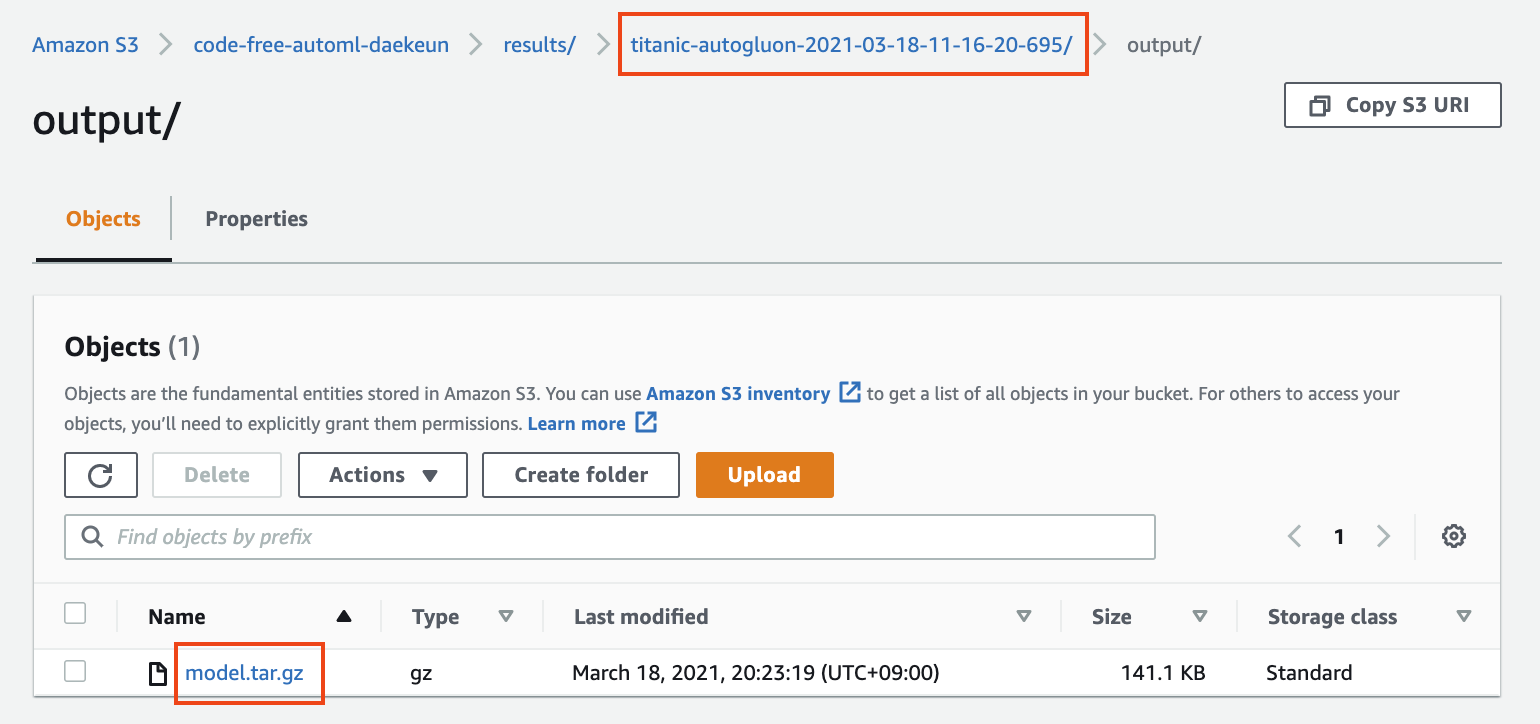 Amazon S3 > code-free-automl-daekeun > results/ > titanic-autogluon-2021-03-18-11-16-20-695/ > output/
output/
Copy S3 URI
Objects
Properties
Objects (1)
Objects are the fundamental entities stored in Amazon S3. You can use Amazon S3 inventory to get a list of all objects in your bucket. For others to access your
objects, you’ll need to explicitly grant them permissions. Learn more
Delete
Actions
Create folder
Upload
Find objects by prefix
1
Name Type Last modified Size Storage class
model.tar.gz gz March 18, 2021, 20:23:19 (UTC+09:00) 141.1 KB Standard